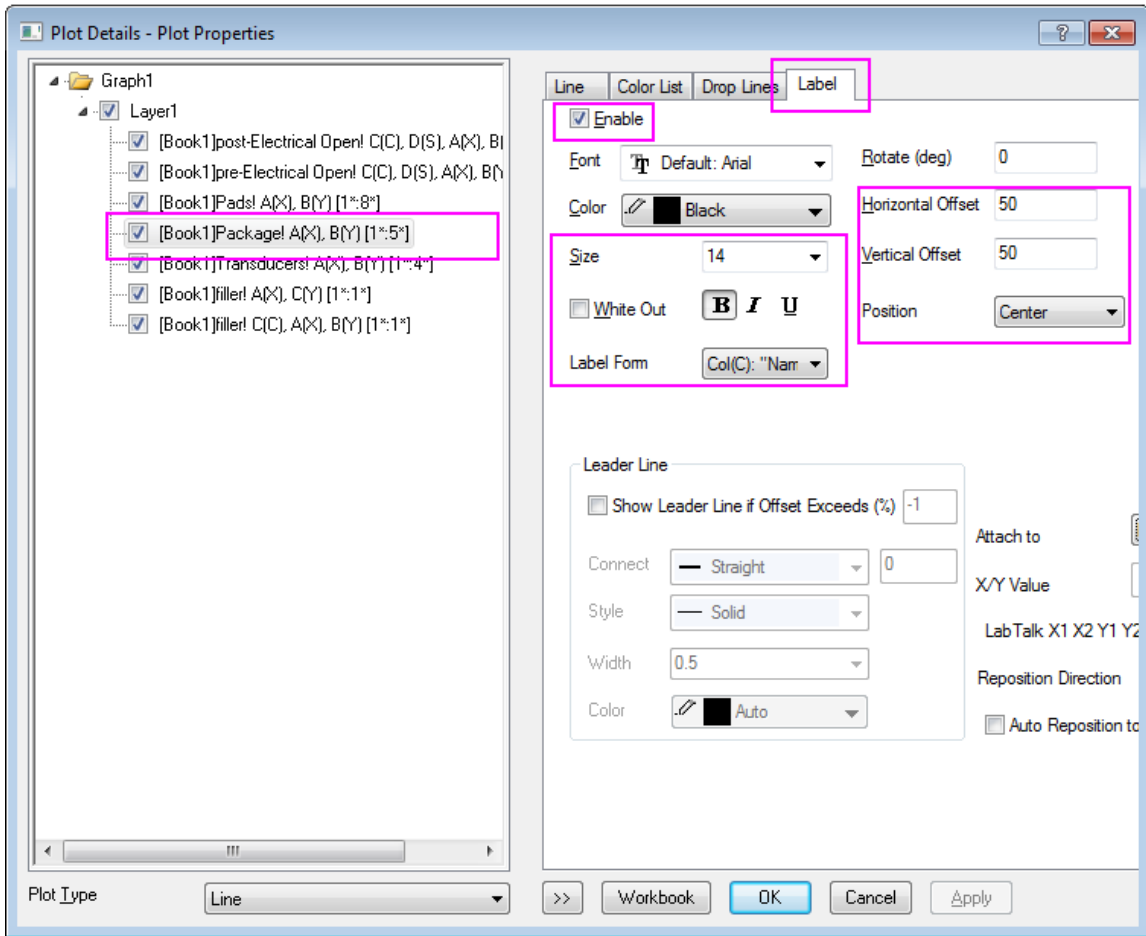 Plot Details - Plot Properties
Graph1
Layer1
[Book1]post-Electrical Open! C(C), D(S), A(X), B(
[Book1]pre-Electrical Open! C(C), D(S), A(X), B(Y
[Book1]Pads! A(X), B(Y) [1*:8*]
[Book1]Package! A(X), B(Y) [1*:5*]
[Book1]Transducers! A(X), B(Y) [1*:4*]
[Book1]filler! A(X), C(Y) [1*:1*]
[Book1]filler! C(C), A(X), B(Y) [1*:1*]
Plot Type
Line
Line Color List Drop Lines Label
Enable
Font Default: Arial Rotate (deg) 0
Color Black Horizontal Offset 50
Size 14 Vertical Offset 50
White Out B I U Position Center
Label Form Col(C): "Nam
Leader Line
Show Leader Line if Offset Exceeds (%) -1
Connect Straight 0
Style Solid
Width 0.5
Color Auto
Attach to
X/Y Value
LabTalk X1 X2 Y1 Y2
Reposition Direction
Auto Reposition to
>> Workbook OK Cancel Apply